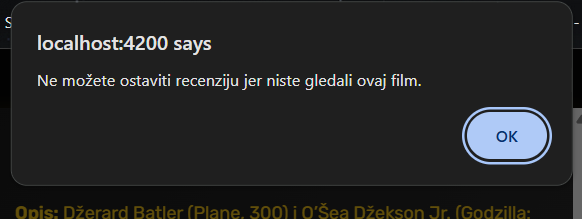 localhost:4200 says
Ne možete ostaviti recenziju jer niste gledali ovaj film.
OK
Opis: Džerard Batler (Plane, 300) i O'Šea Džekson Jr. (Godzilla: